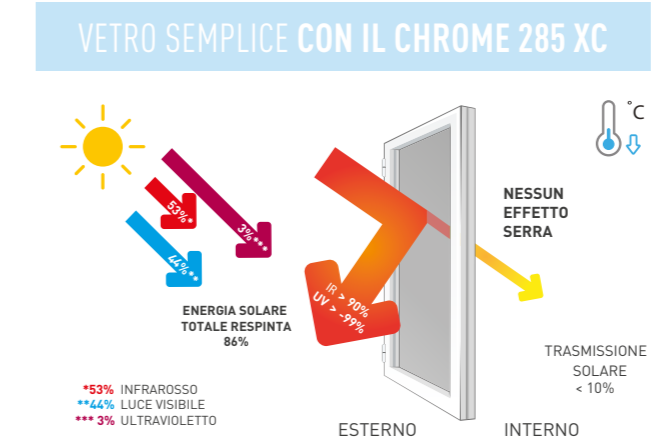 VETRO SEMPLICE CON IL CHROME 285 XC
°C
53%*
3%***
44%**
NESSUN
EFFETTO
SERRA
IR > 90%
UV > -99%
ENERGIA SOLARE
TOTALE RESPINTA
86%
TRASMISSIONE
SOLARE
< 10%
*53% INFRAROSSO
**44% LUCE VISIBILE
*** 3% ULTRAVIOLETTO
ESTERNO
INTERNO